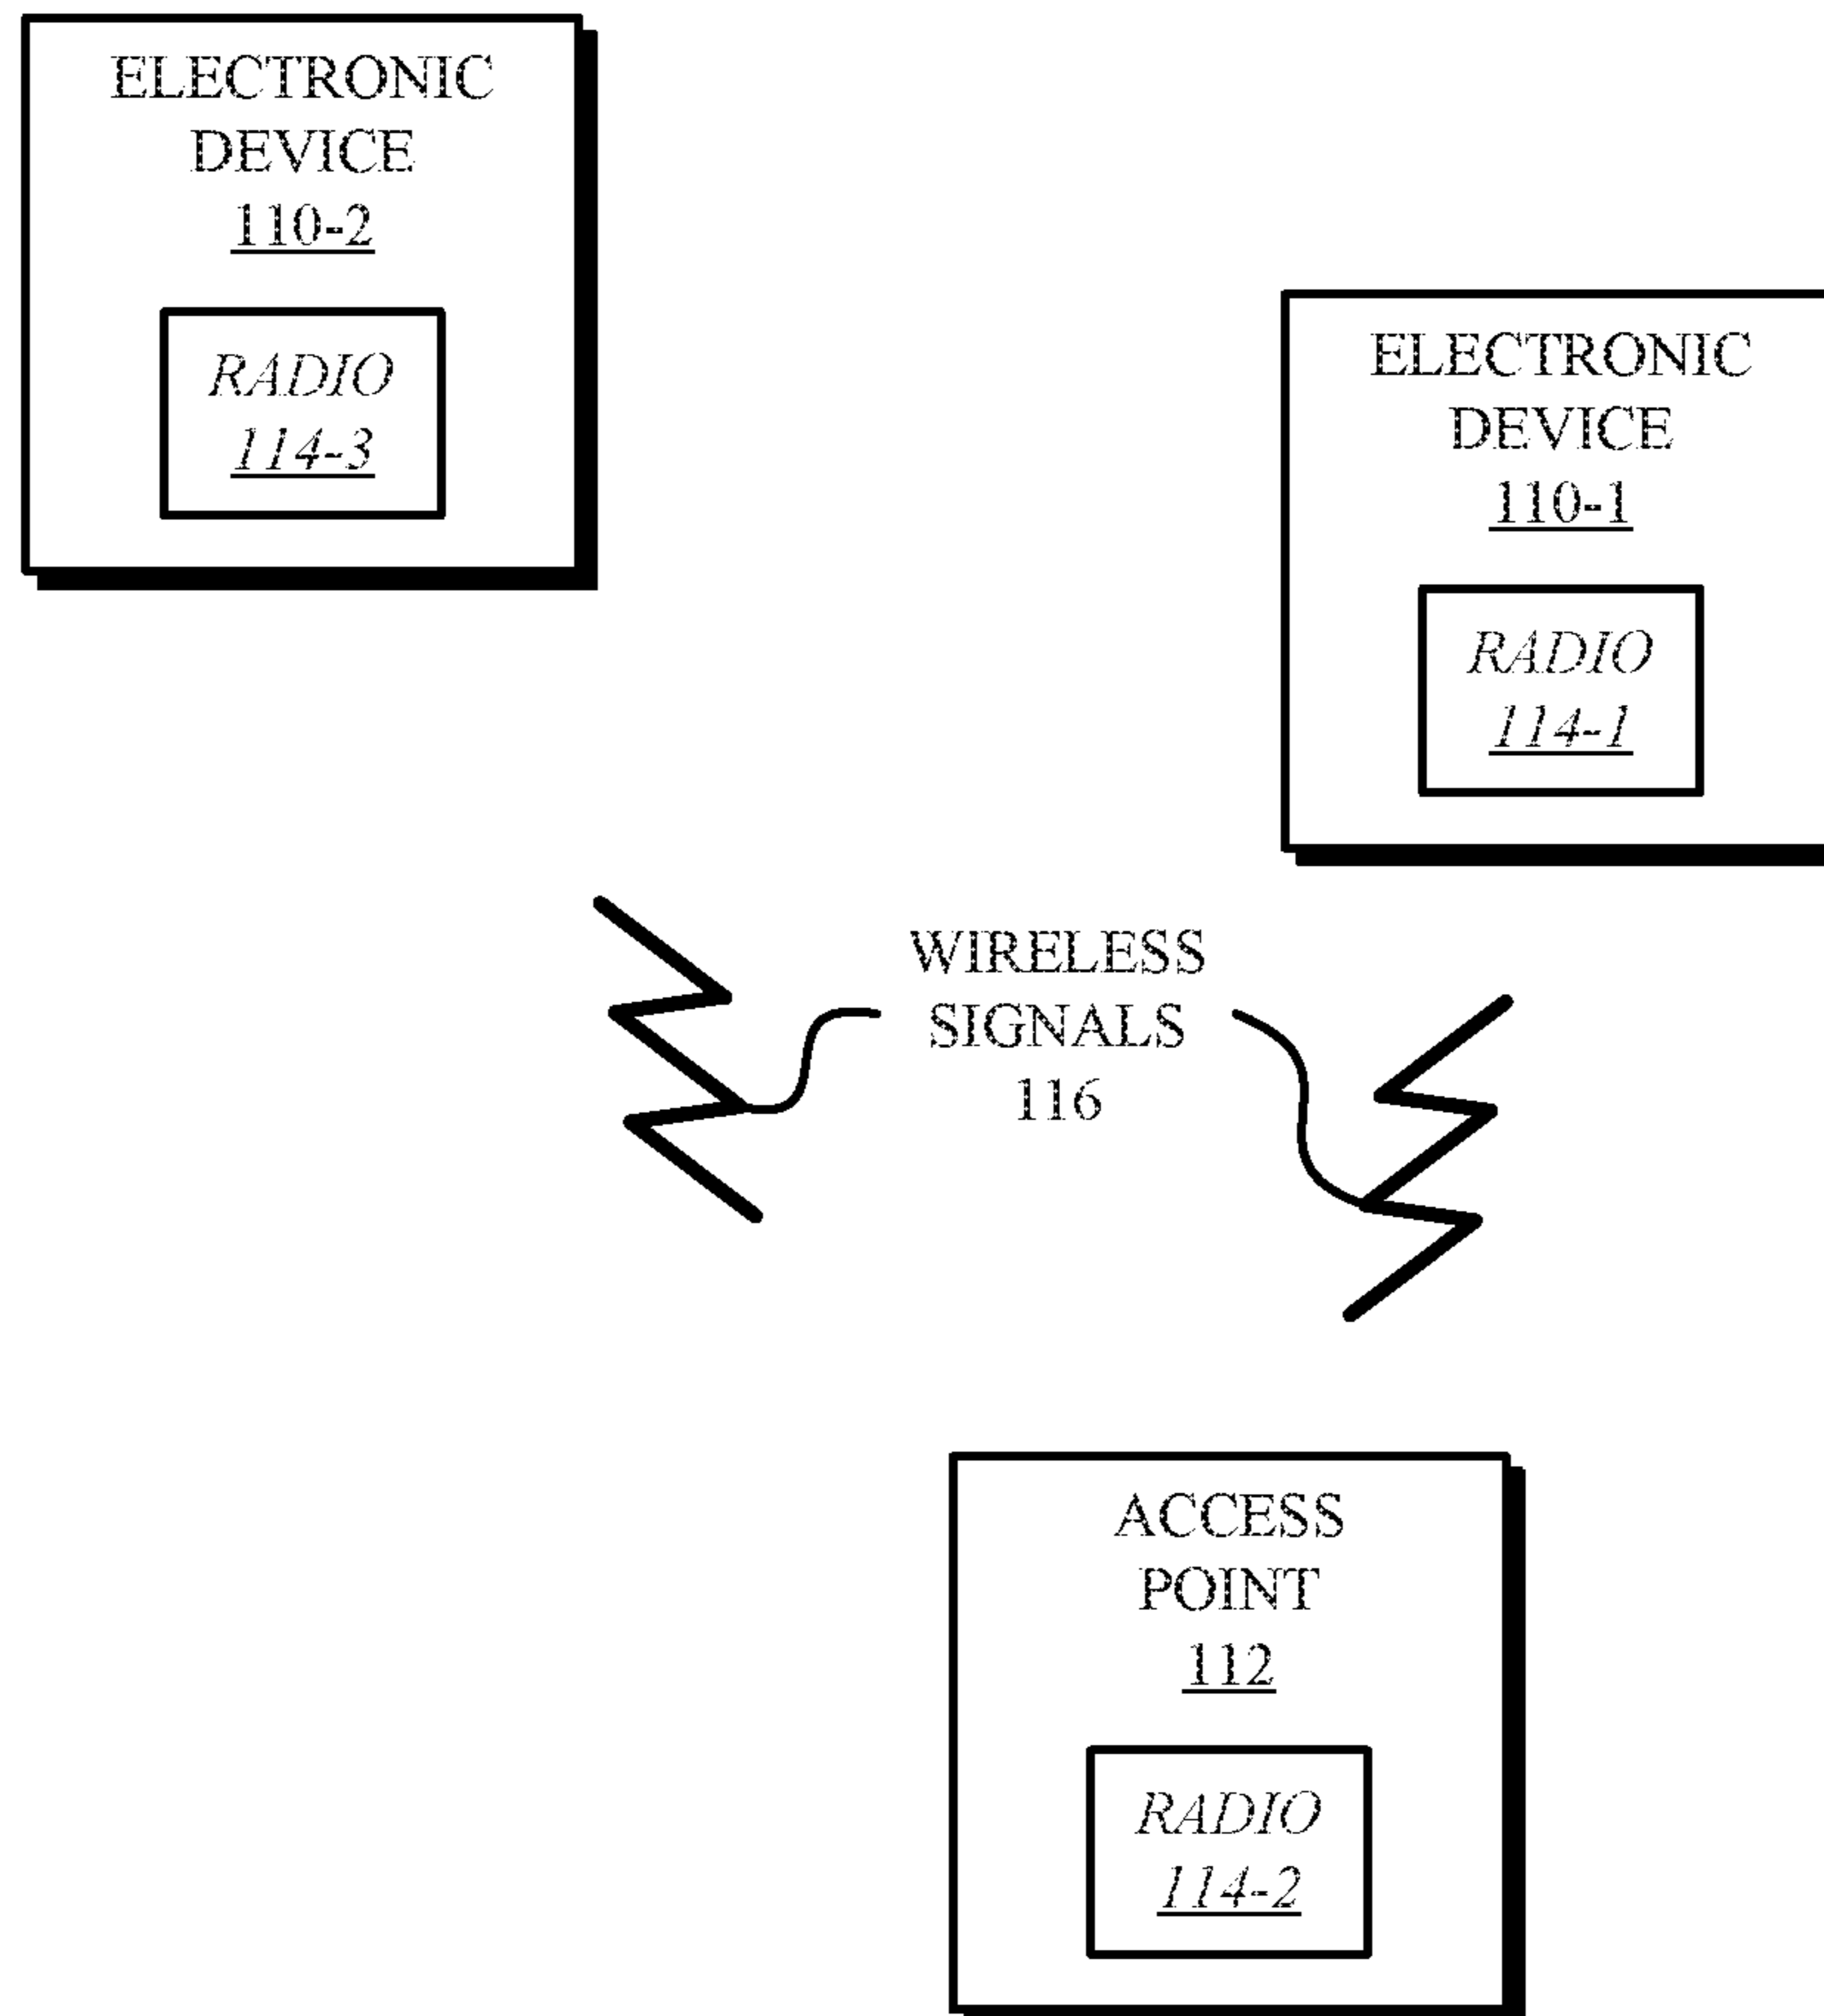 ELECTRONIC
DEVICE
110-2
RADIO
114-3
ELECTRONIC
DEVICE
110-1
RADIO
114-1
WIRELESS
SIGNALS
116
ACCESS
POINT
112
RADIO
114-2